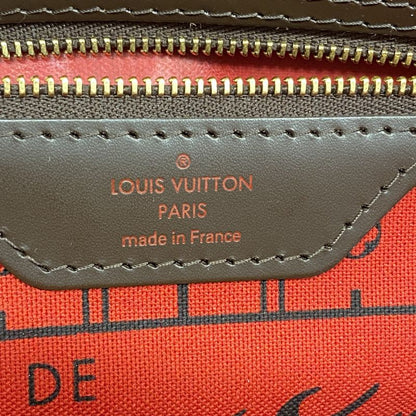 ®
LOUIS VUITTON
PARIS
made in France
DE